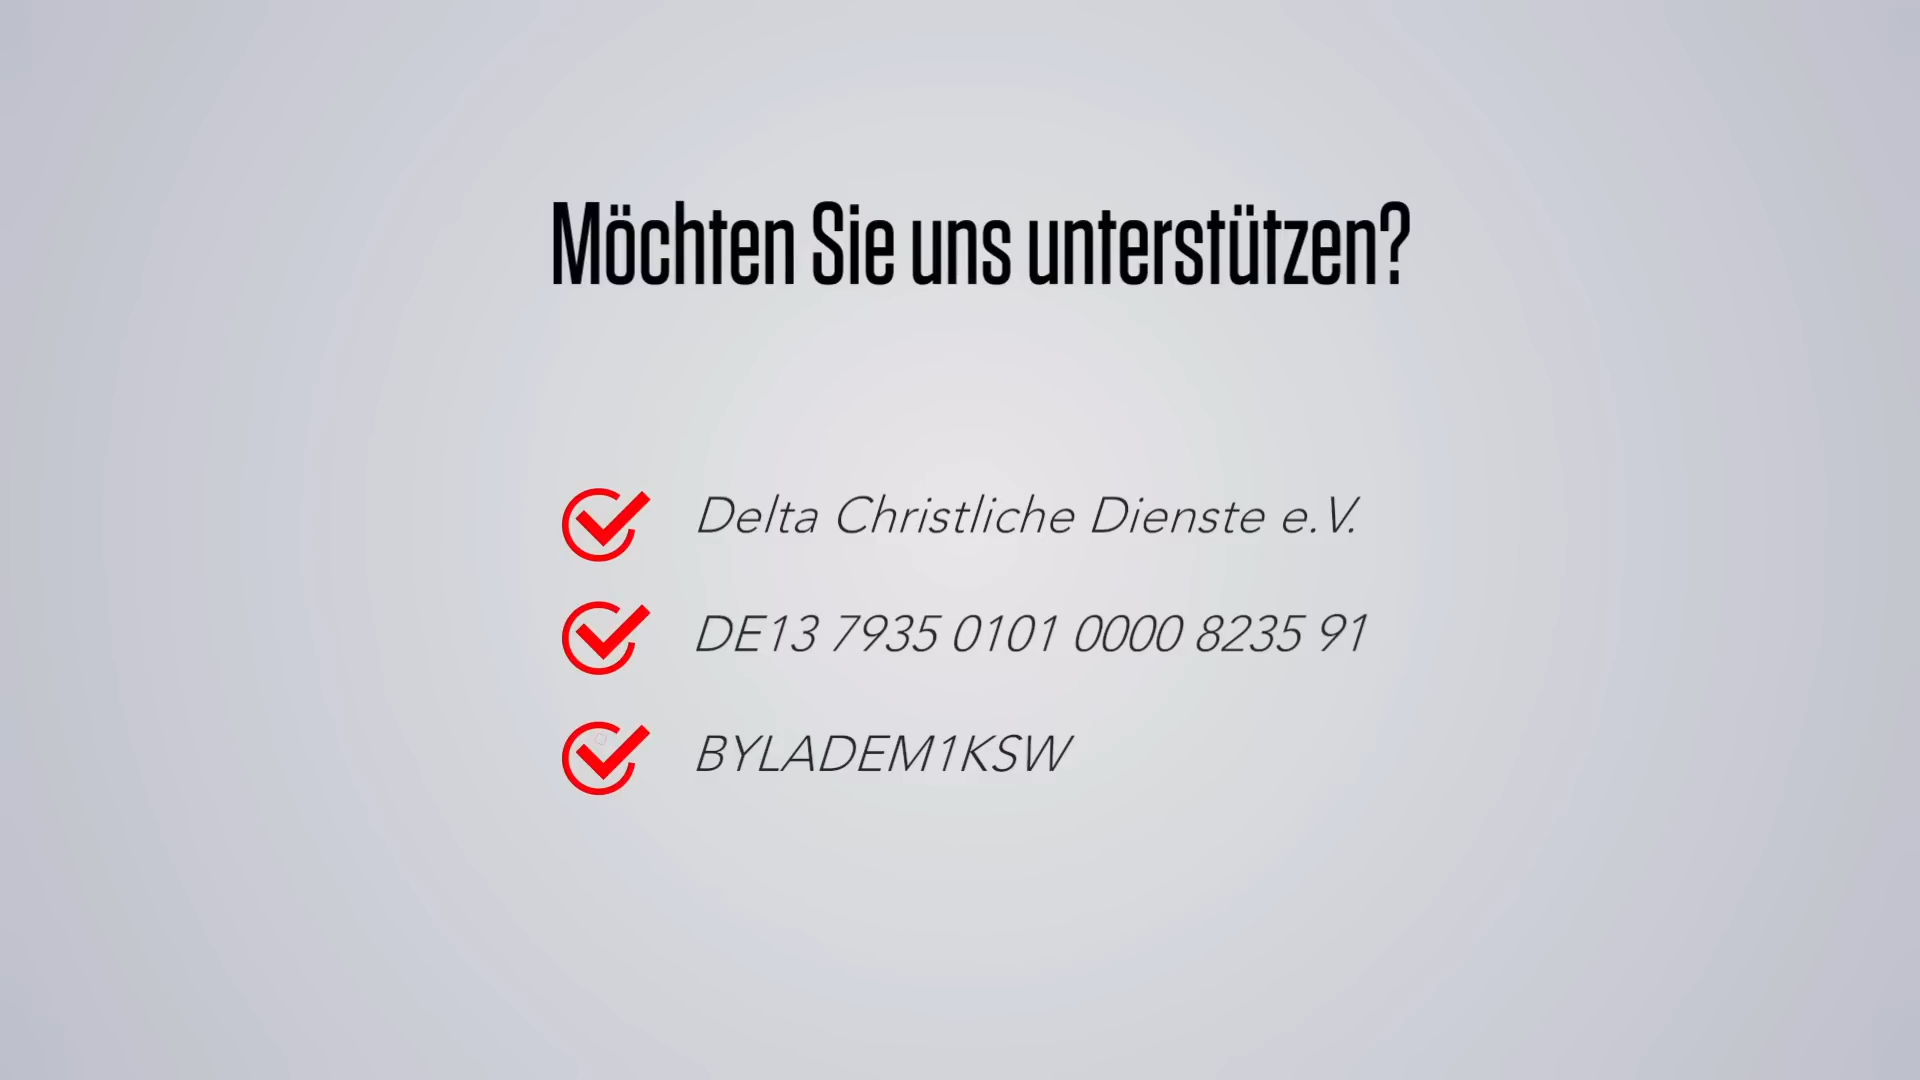 Möchten Sie uns unterstützen?
Delta Christliche Dienste e.V.
DE13 7935 0101 0000 8235 91
BYLADEM1KSW